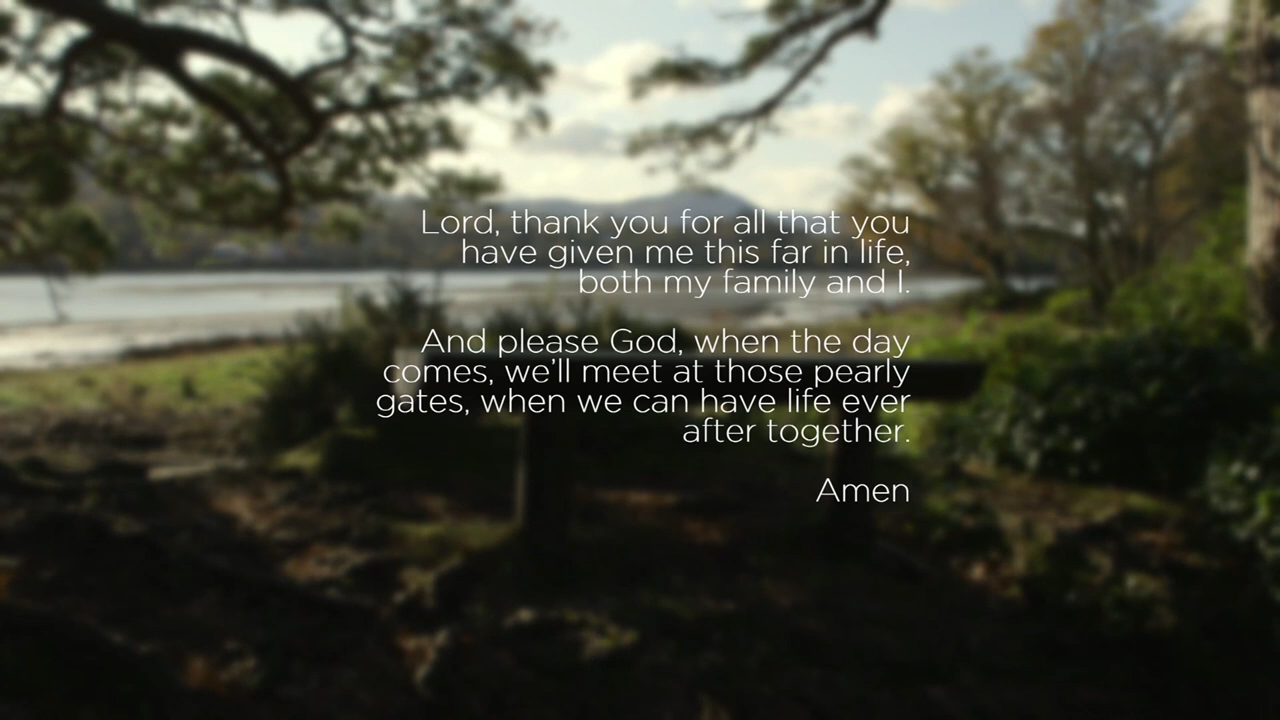 Lord, thank you for all that you
have given me this far in life,
both my family and I.
And please God, when the day
comes, we'll meet at those pearly
gates, when we can have life ever
after together.
Amen